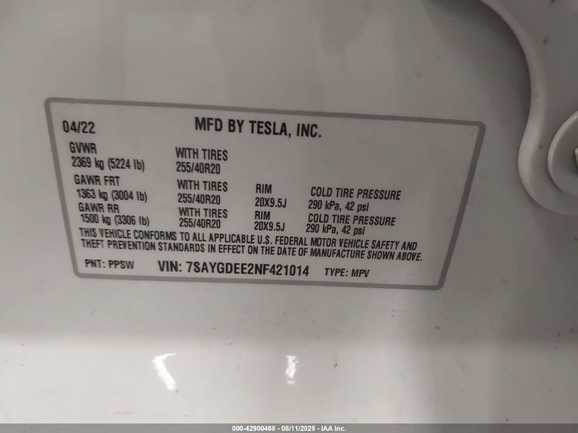 04/22 MFD BY TESLA, INC.
GVWR
2369 kg (5224 lb) WITH TIRES 255/40R20
GAWR FRT
1363 kg (3004 lb) WITH TIRES 255/40R20 RIM 20X9.5J COLD TIRE PRESSURE 290 kPa, 42 psi
GAWR RR
1500 kg (3306 lb) WITH TIRES 255/40R20 RIM 20X9.5J COLD TIRE PRESSURE 290 kPa, 42 psi
THIS VEHICLE CONFORMS TO ALL APPLICABLE U.S. FEDERAL MOTOR VEHICLE SAFETY AND
THEFT PREVENTION STANDARDS IN EFFECT ON THE DATE OF MANUFACTURE SHOWN ABOVE.
PNT: PPSW VIN: 7SAYGDEE2NF421014 TYPE: MPV
000-42900468 - 08/11/2025 - IAA Inc.